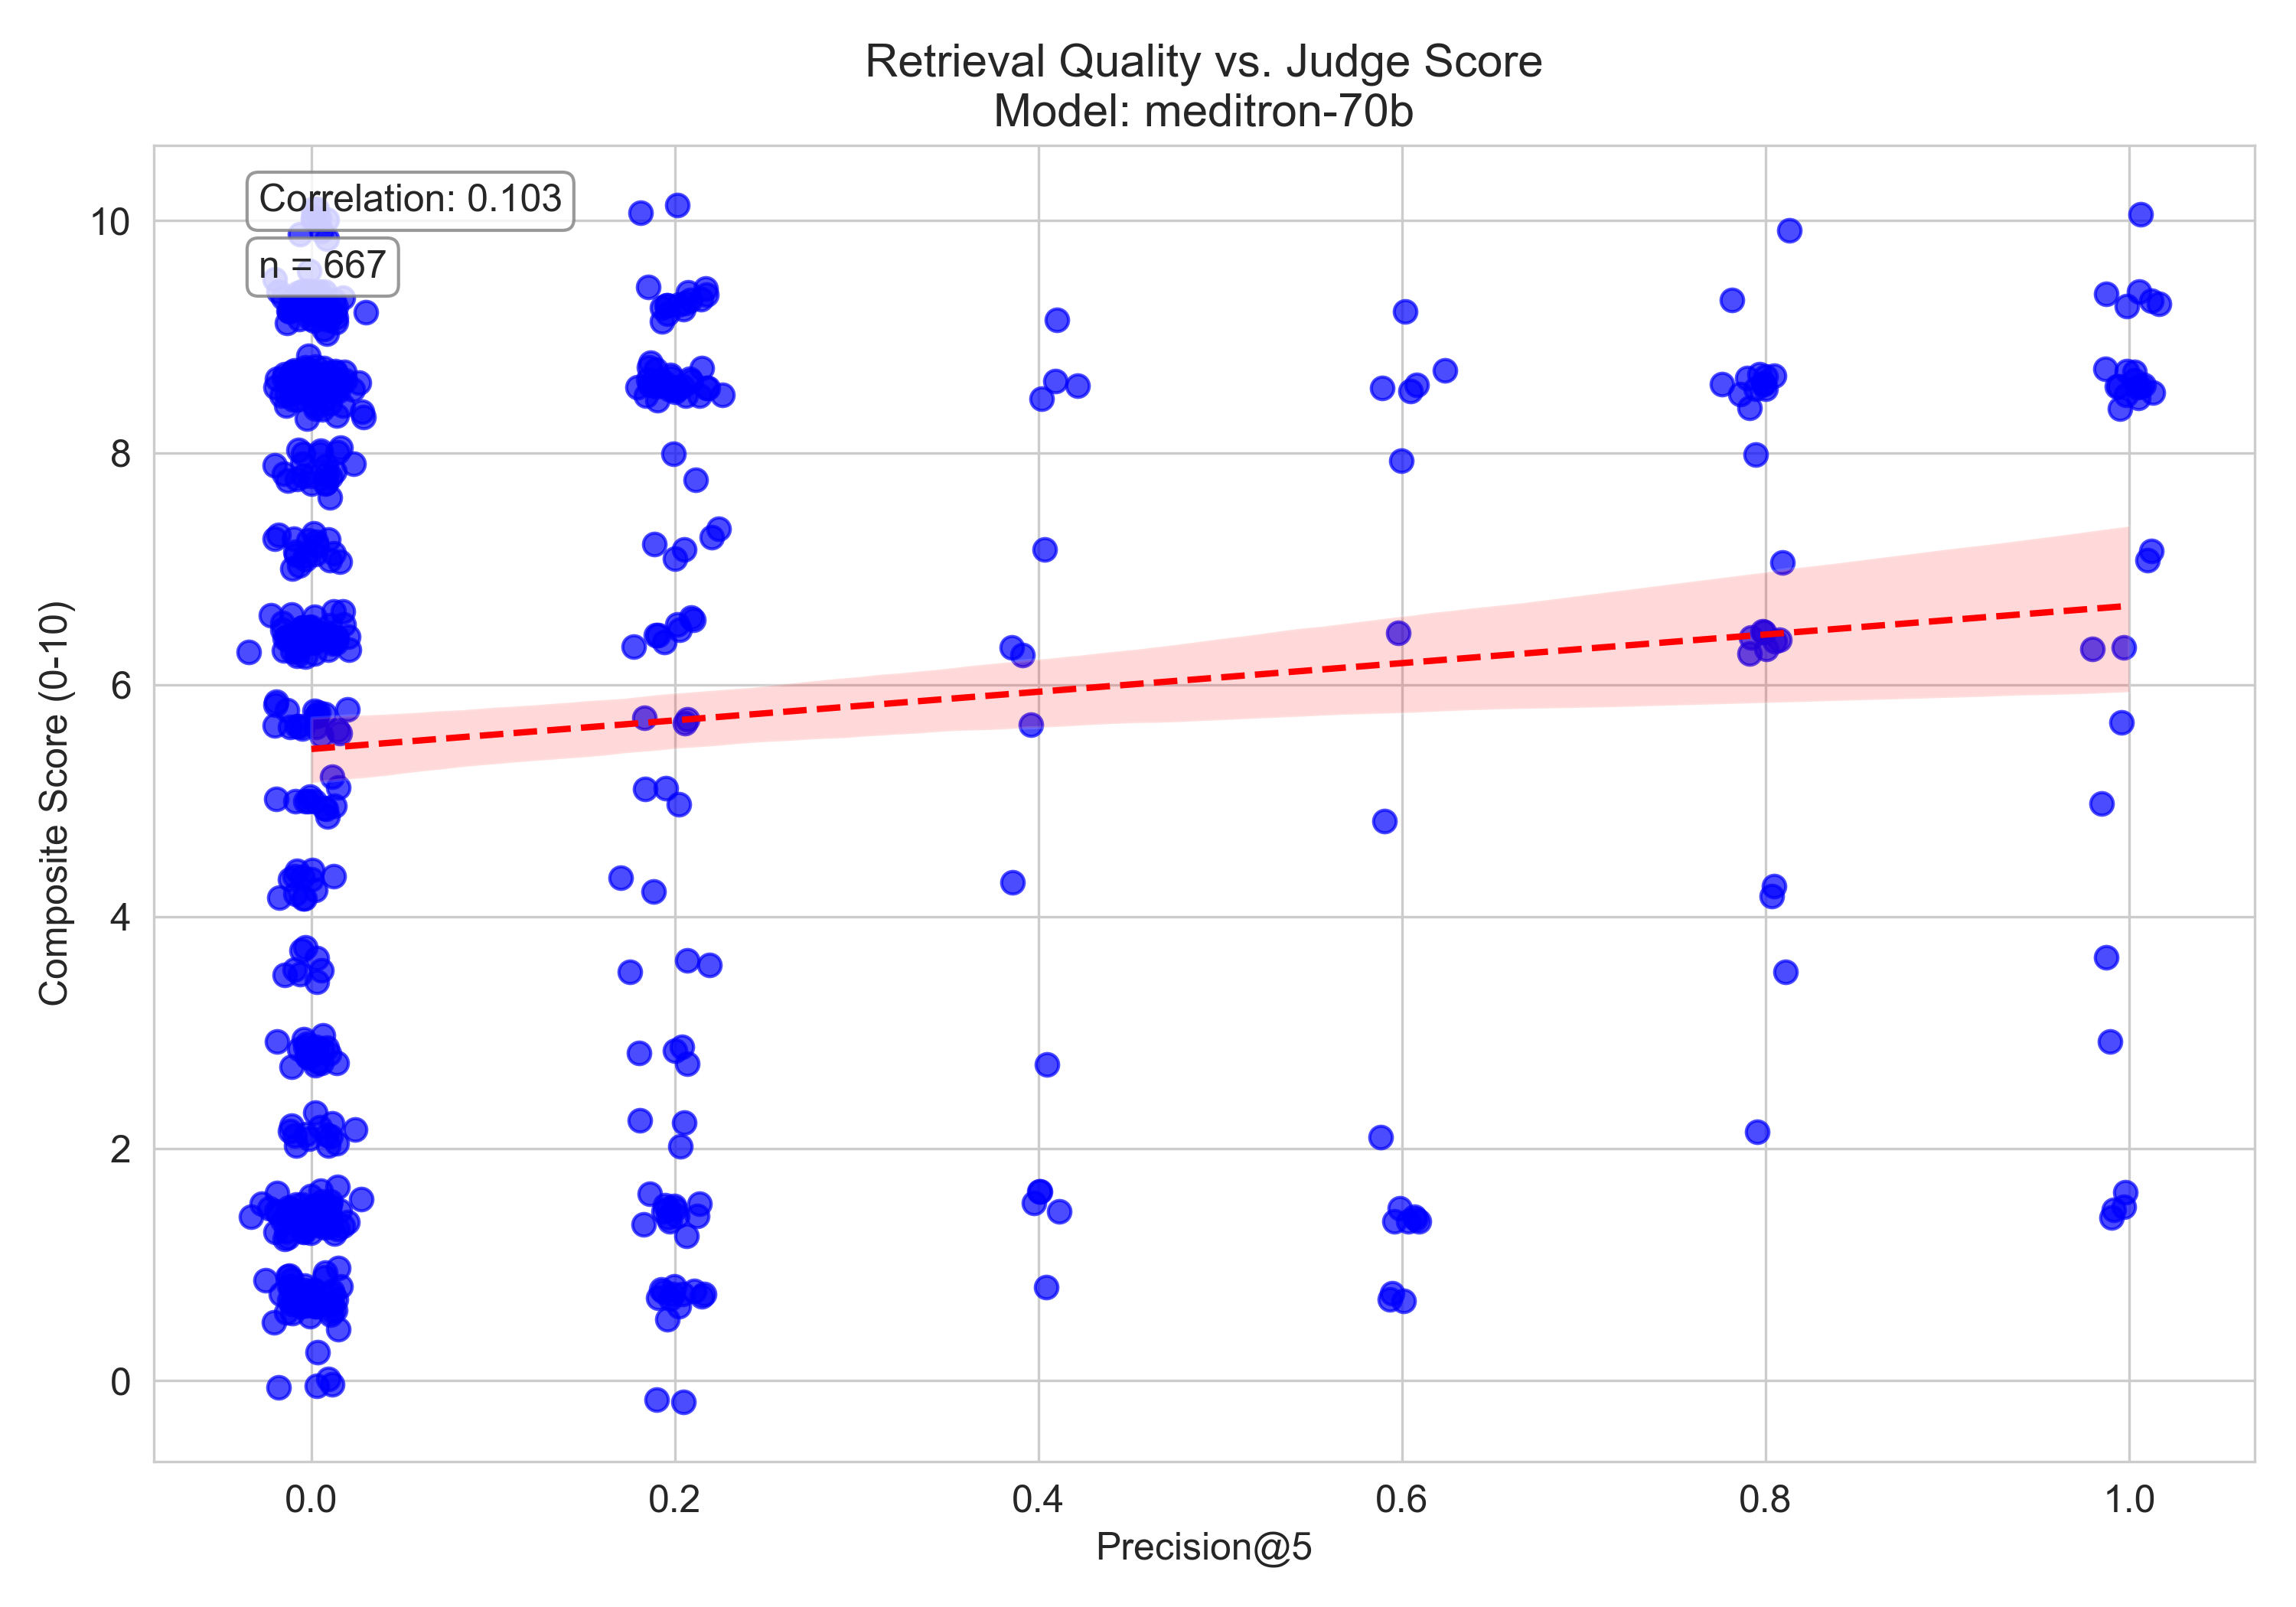 Retrieval Quality vs. Judge Score
Model: meditron-70b
Correlation: 0.103
n = 667
10
8
6
4
2
0
Composite Score (0-10)
0.0 0.2 0.4 0.6 0.8 1.0
Precision@5